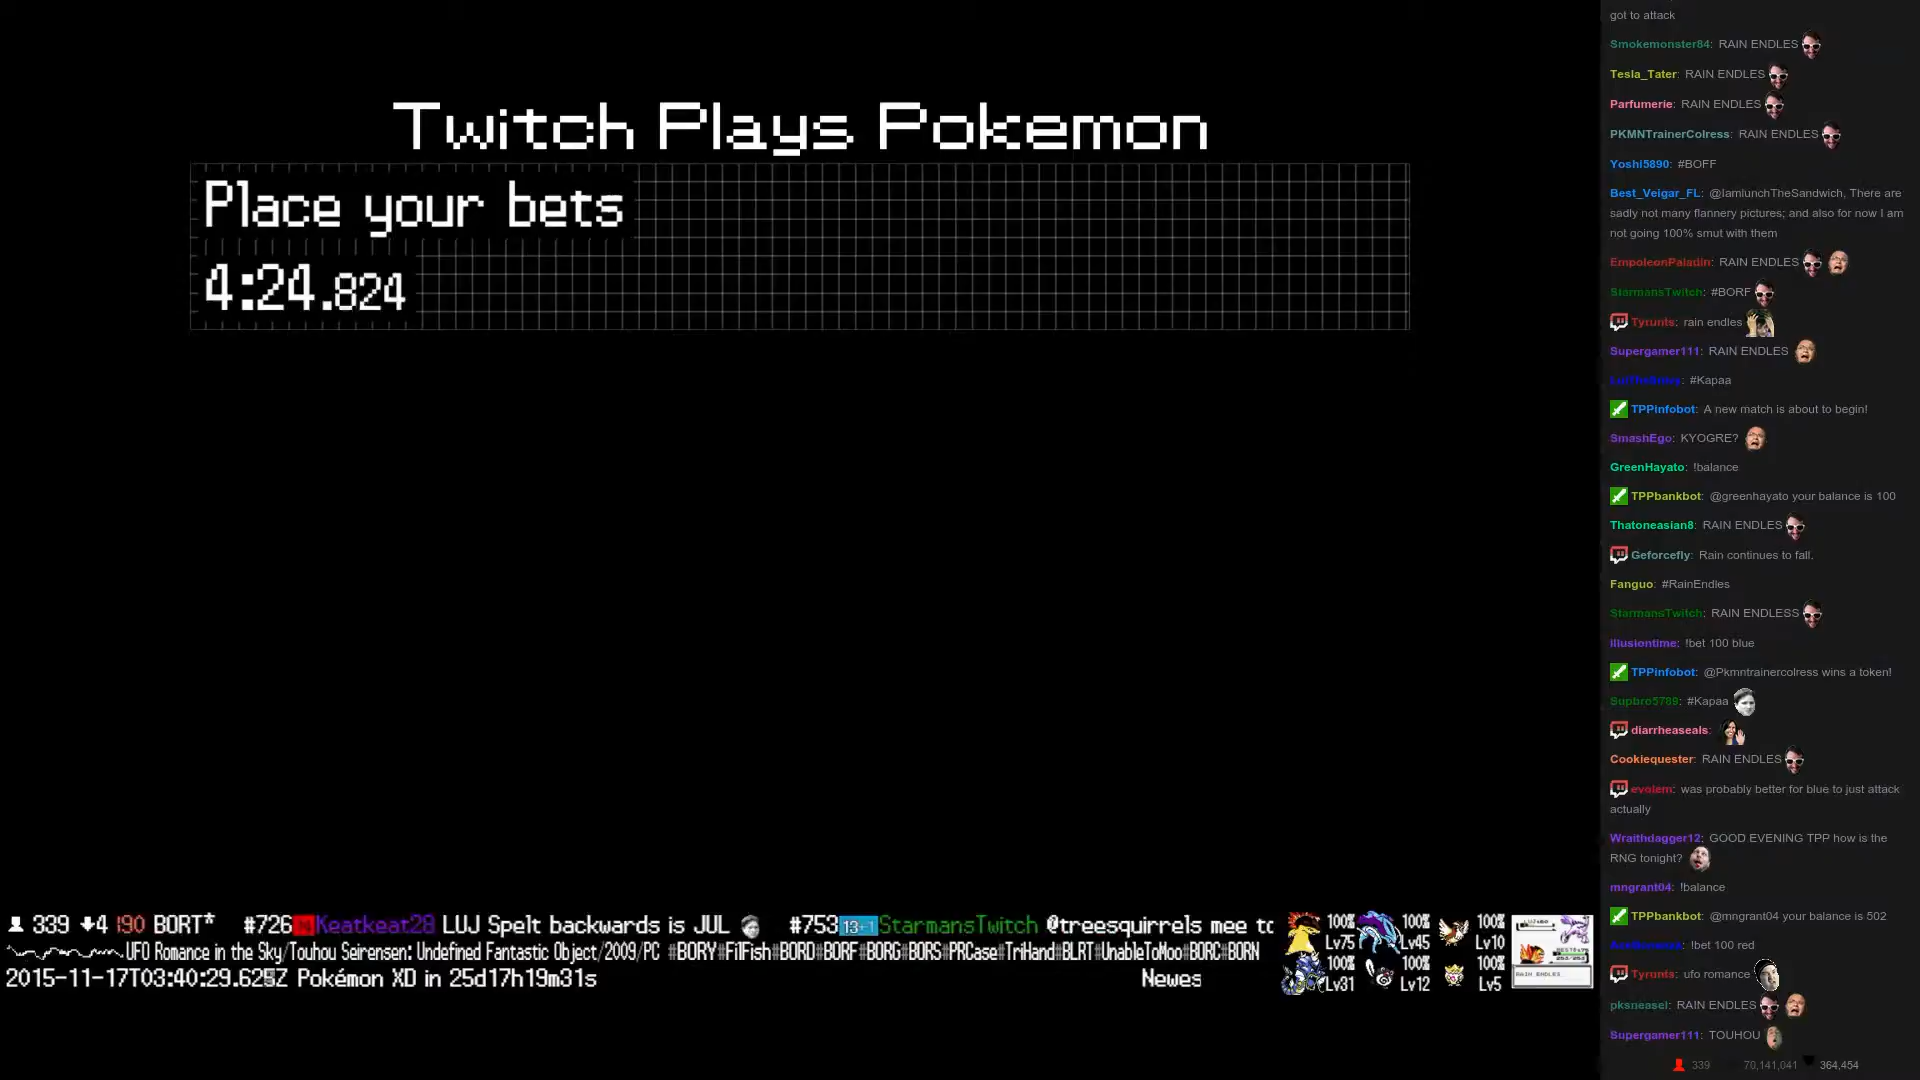 Twitch Plays Pokemon
Place your bets
4:24.824
339 4 !90 BORT* #726 Keatkeat28 LUJ Spelt backwards is JUL #753 13+1 StarmansTwitch @treesquirrels mee to
UFO Romance in the Sky/Touhou Seirensen: Undefined Fantastic Object/2009/PC #BORY#FilFish#BORD#BORF#BORG#BORS#PRCase#TriHand#BLRT#UnableToMoo#BORC#BORN
Pokémon XD in 25d17h19m31s
Newes
100% 100% 100%
Lv75 Lv45 Lv10
100% 100% 100%
Lv31 Lv12 Lv5
RAIN ENDLES
got to attack
Smokemonster84: RAIN ENDLES
Tesla_Tater: RAIN ENDLES
Parfumerie: RAIN ENDLES
PKMNTrainerColress: RAIN ENDLES
Yoshi5890: #BOFF
Best_Veigar_FL: @IamlunchTheSandwich, There are
sadly not many flannery pictures; and also for now I am
not going 100% smut with them
EmpoleonPaladin: RAIN ENDLES
StarmansTwitch: #BORF
Tyrunts: rain endles
Supergamer111: RAIN ENDLES
#Kapaa
TPPinfobot: A new match is about to begin!
SmashEgo: KYOGRE?
GreenHayato: !balance
TPPbankbot: @greenhayato your balance is 100
Thatoneasian8: RAIN ENDLES
Geforcefly: Rain continues to fall.
Fanguo: #RainEndles
StarmansTwitch: RAIN ENDLESS
illusiontime: !bet 100 blue
TPPinfobot: @Pkmntrainercolress wins a token!
Supbro5789: #Kapaa
diarrheaseals:
Cookiequester: RAIN ENDLES
evolem: was probably better for blue to just attack
actually
Wraithdagger12: GOOD EVENING TPP how is the
RNG tonight?
mngrant04: !balance
TPPbankbot: @mngrant04 your balance is 502
!bet 100 red
Tyrunts: ufo romance
pksneasel: RAIN ENDLES
Supergamer111: TOUHOU
339 70,141,041 364,454